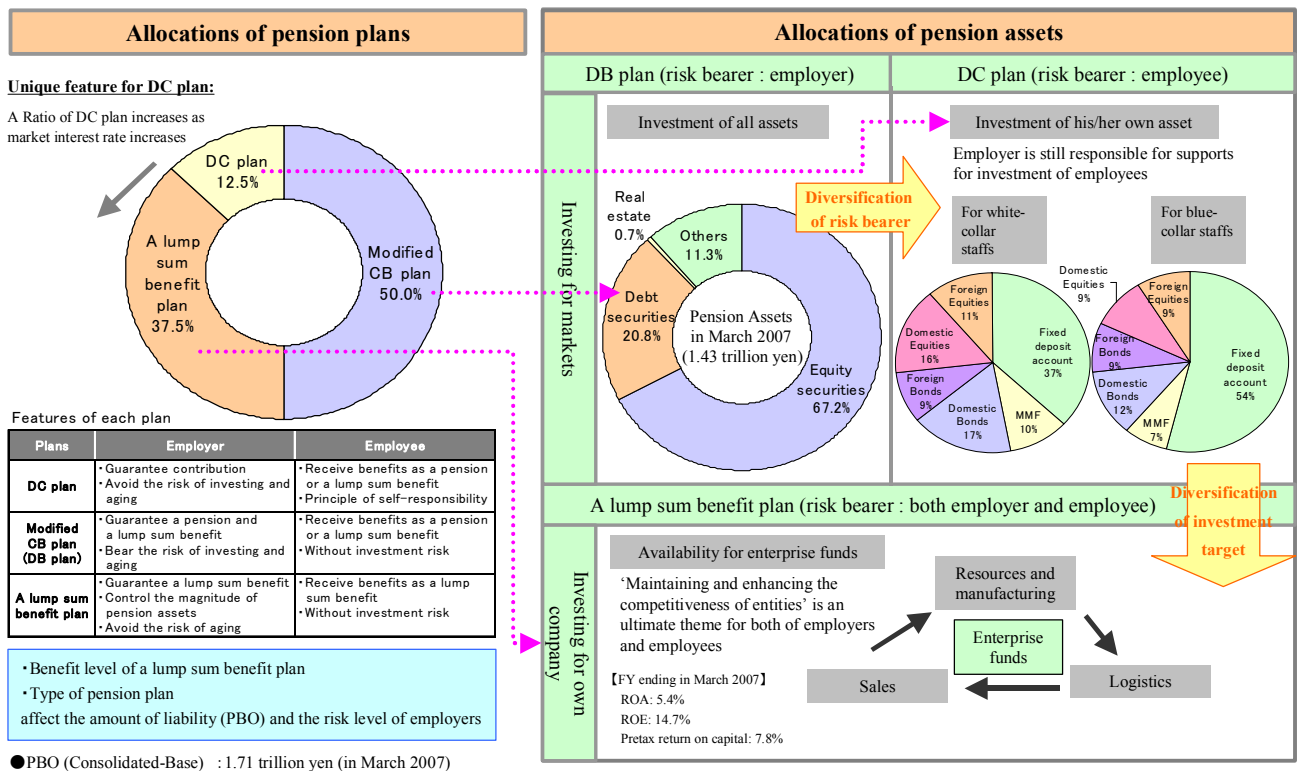 Allocations of pension plans
Unique feature for DC plan:
A Ratio of DC plan increases as
market interest rate increases
DC plan
12.5%
A lump
sum
benefit
plan
37.5%
Modified
CB plan
50.0%
Features of each plan
Plans
Employer
Employee
DC plan
・Guarantee contribution
・Avoid the risk of investing and
aging
・Receive benefits as a pension
or a lump sum benefit
・Principle of self-responsibility
Modified
CB plan
(DB plan)
・Guarantee a pension and
a lump sum benefit
・Bear the risk of investing and
aging
・Receive benefits as a pension
or a lump sum benefit
・Without investment risk
A lump sum
benefit plan
・Guarantee a lump sum benefit
・Control the magnitude of
pension assets
・Avoid the risk of aging
・Receive benefits as a lump
sum benefit
・Without investment risk
・Benefit level of a lump sum benefit plan
・Type of pension plan
affect the amount of liability (PBO) and the risk level of employers
●PBO (Consolidated-Base) : 1.71 trillion yen (in March 2007)
Allocations of pension assets
DB plan (risk bearer : employer)
DC plan (risk bearer : employee)
Investing for markets
Investment of all assets
Real
estate
0.7%
Others
11.3%
Debt
securities
20.8%
Pension Assets
in March 2007
(1.43 trillion yen)
Equity
securities
67.2%
Diversification
of risk bearer
Investment of his/her own asset
Employer is still responsible for supports
for investment of employees
For white-
collar
staffs
For blue-
collar staffs
Foreign
Equities
11%
Domestic
Equities
16%
Foreign
Bonds
9%
Domestic
Bonds
17%
MMF
10%
Fixed
deposit
account
37%
Domestic
Equities
9%
Foreign
Equities
9%
Foreign
Bonds
9%
Domestic
Bonds
12%
MMF
7%
Fixed
deposit
account
54%
A lump sum benefit plan (risk bearer : both employer and employee)
Diversification
of investment
target
Investing for own
company
Availability for enterprise funds
‘Maintaining and enhancing the
competitiveness of entities’ is an
ultimate theme for both of employers
and employees
【FY ending in March 2007】
ROA: 5.4%
ROE: 14.7%
Pretax return on capital: 7.8%
Resources and
manufacturing
Enterprise
funds
Sales
Logistics